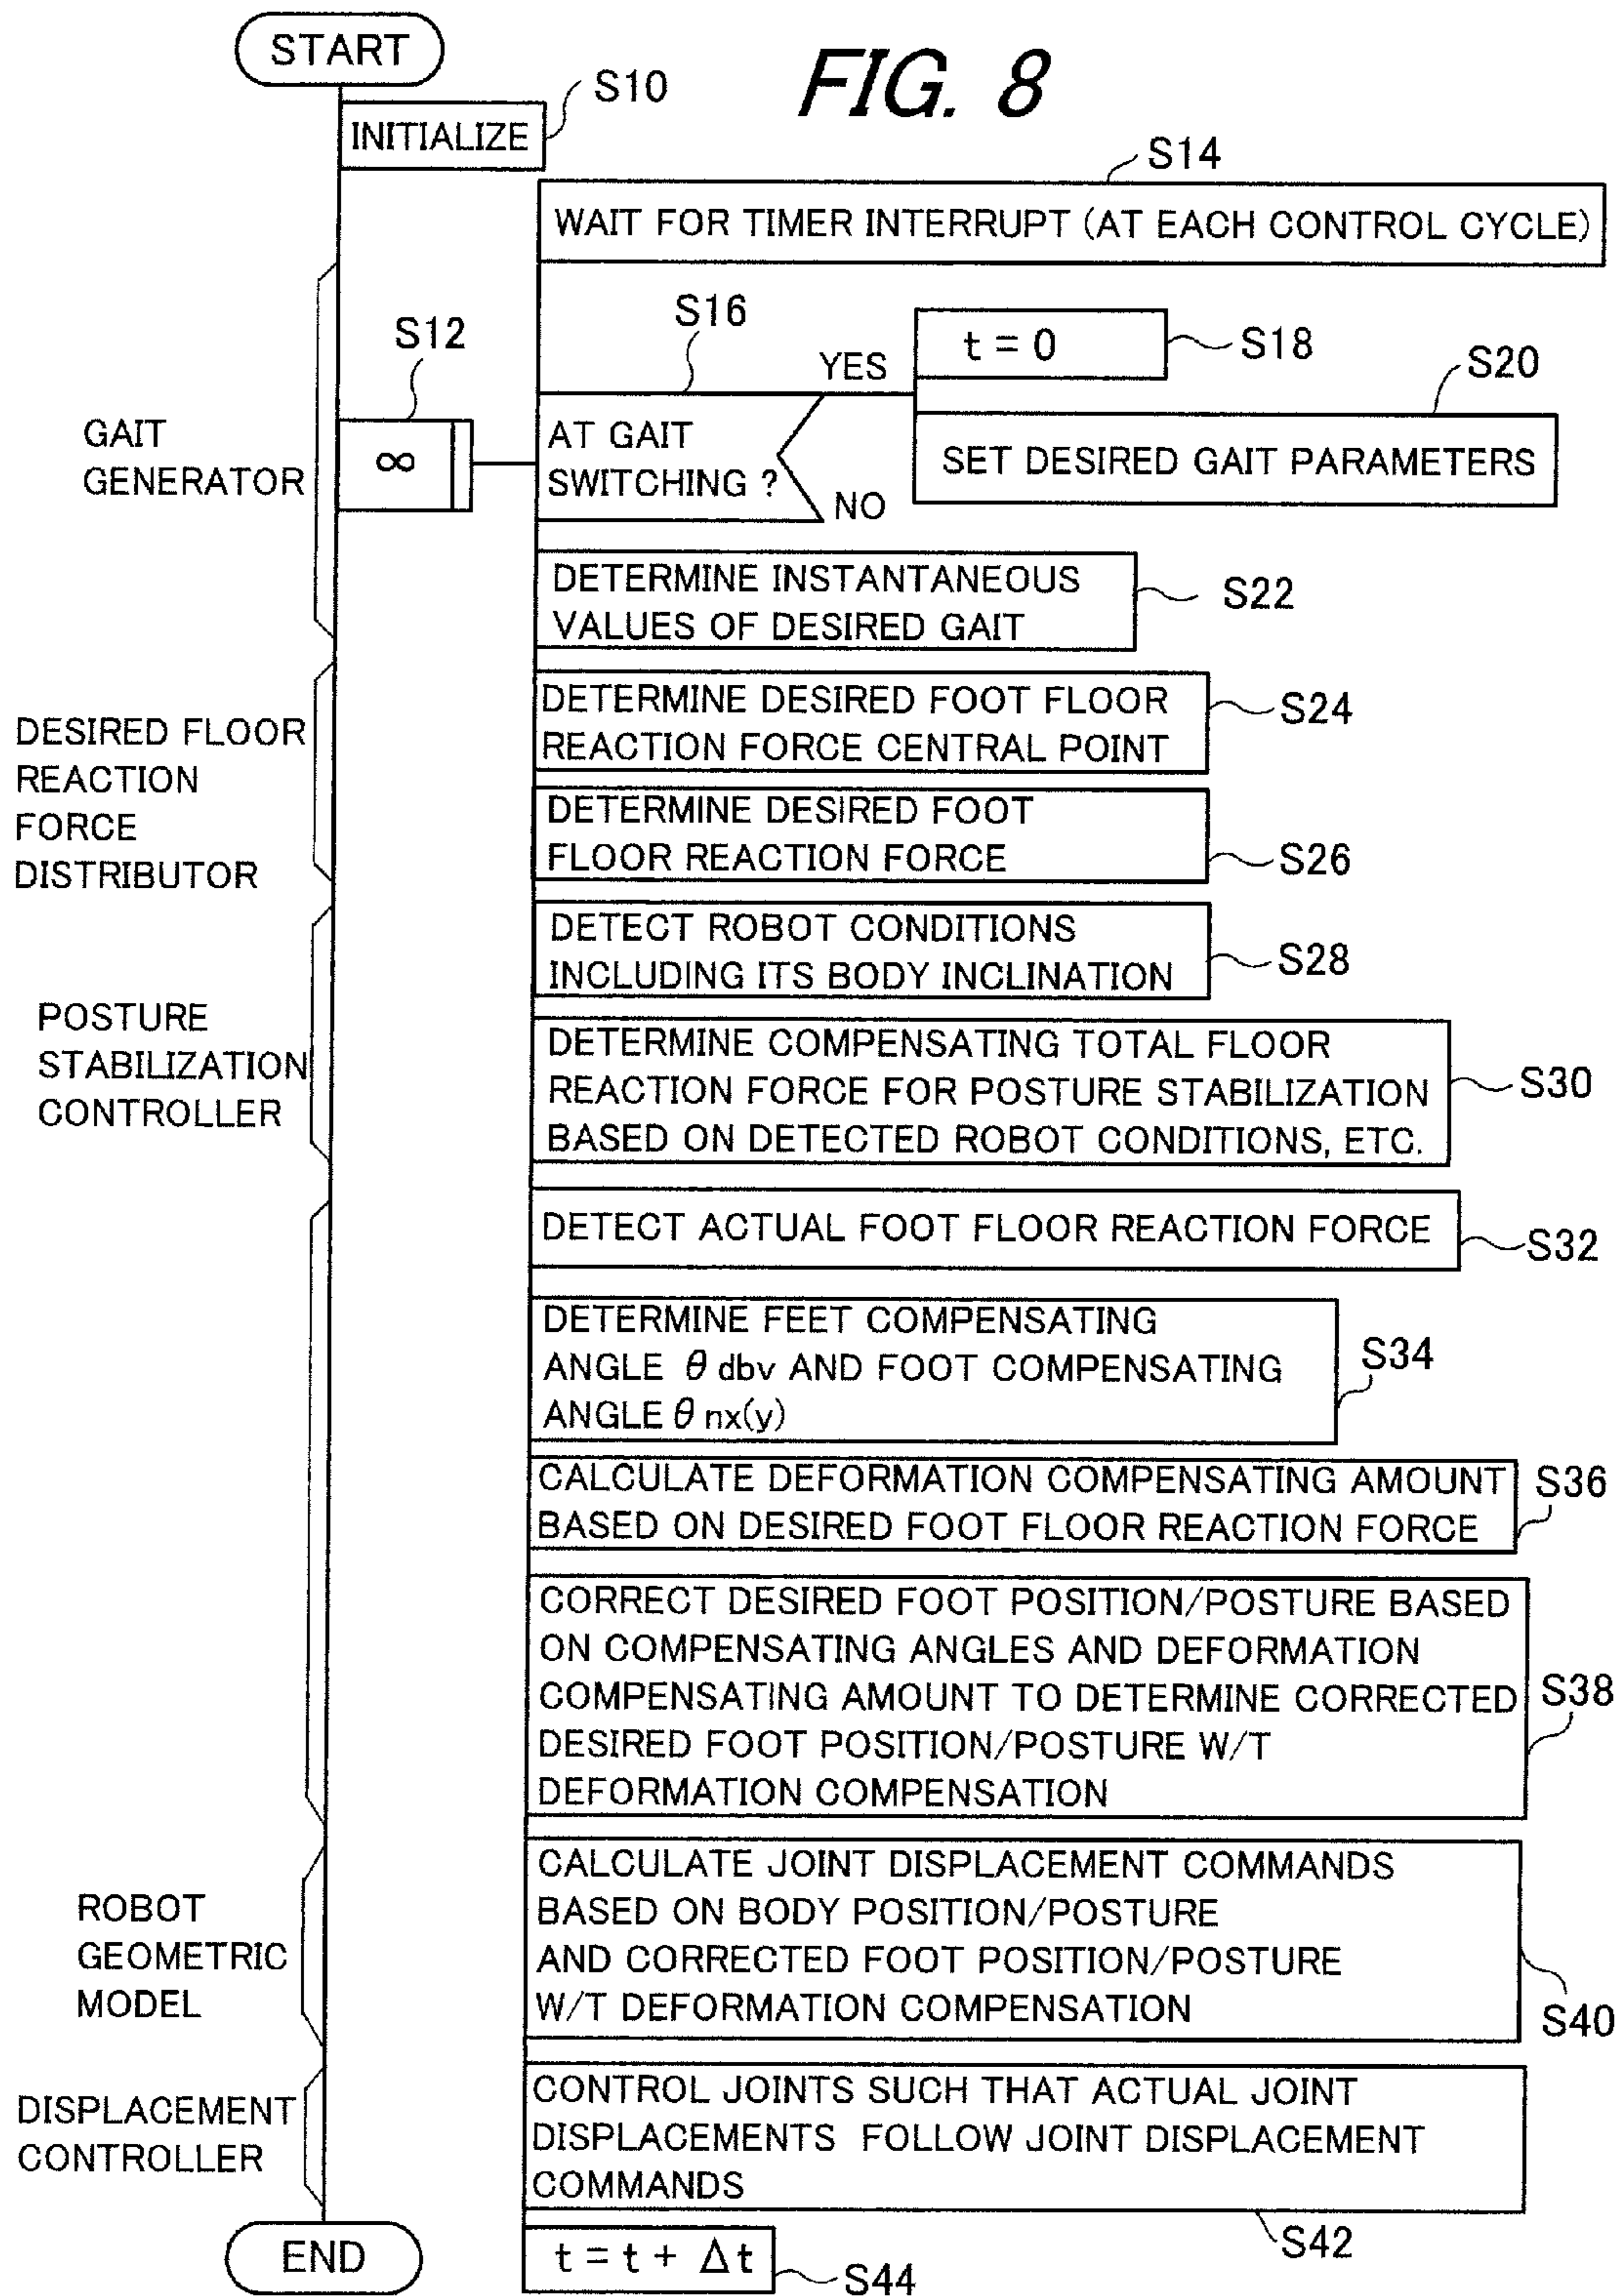 START
FIG. 8
S10
INITIALIZE
S14
WAIT FOR TIMER INTERRUPT (AT EACH CONTROL CYCLE)
S12
S16
YES
t = 0
S18
S20
GAIT
GENERATOR
∞
AT GAIT
SWITCHING ?
NO
SET DESIRED GAIT PARAMETERS
DETERMINE INSTANTANEOUS
VALUES OF DESIRED GAIT
S22
DESIRED FLOOR
REACTION
FORCE
DISTRIBUTOR
DETERMINE DESIRED FOOT FLOOR
REACTION FORCE CENTRAL POINT
S24
DETERMINE DESIRED FOOT
FLOOR REACTION FORCE
S26
POSTURE
STABILIZATION
CONTROLLER
DETECT ROBOT CONDITIONS
INCLUDING ITS BODY INCLINATION
S28
DETERMINE COMPENSATING TOTAL FLOOR
REACTION FORCE FOR POSTURE STABILIZATION
BASED ON DETECTED ROBOT CONDITIONS, ETC.
S30
DETECT ACTUAL FOOT FLOOR REACTION FORCE
S32
DETERMINE FEET COMPENSATING
ANGLE θ dbv AND FOOT COMPENSATING
ANGLE θ nx(y)
S34
CALCULATE DEFORMATION COMPENSATING AMOUNT
BASED ON DESIRED FOOT FLOOR REACTION FORCE
S36
CORRECT DESIRED FOOT POSITION/POSTURE BASED
ON COMPENSATING ANGLES AND DEFORMATION
COMPENSATING AMOUNT TO DETERMINE CORRECTED
DESIRED FOOT POSITION/POSTURE W/T
DEFORMATION COMPENSATION
S38
ROBOT
GEOMETRIC
MODEL
CALCULATE JOINT DISPLACEMENT COMMANDS
BASED ON BODY POSITION/POSTURE
AND CORRECTED FOOT POSITION/POSTURE
W/T DEFORMATION COMPENSATION
S40
DISPLACEMENT
CONTROLLER
CONTROL JOINTS SUCH THAT ACTUAL JOINT
DISPLACEMENTS FOLLOW JOINT DISPLACEMENT
COMMANDS
S42
END
t = t + Δt
S44